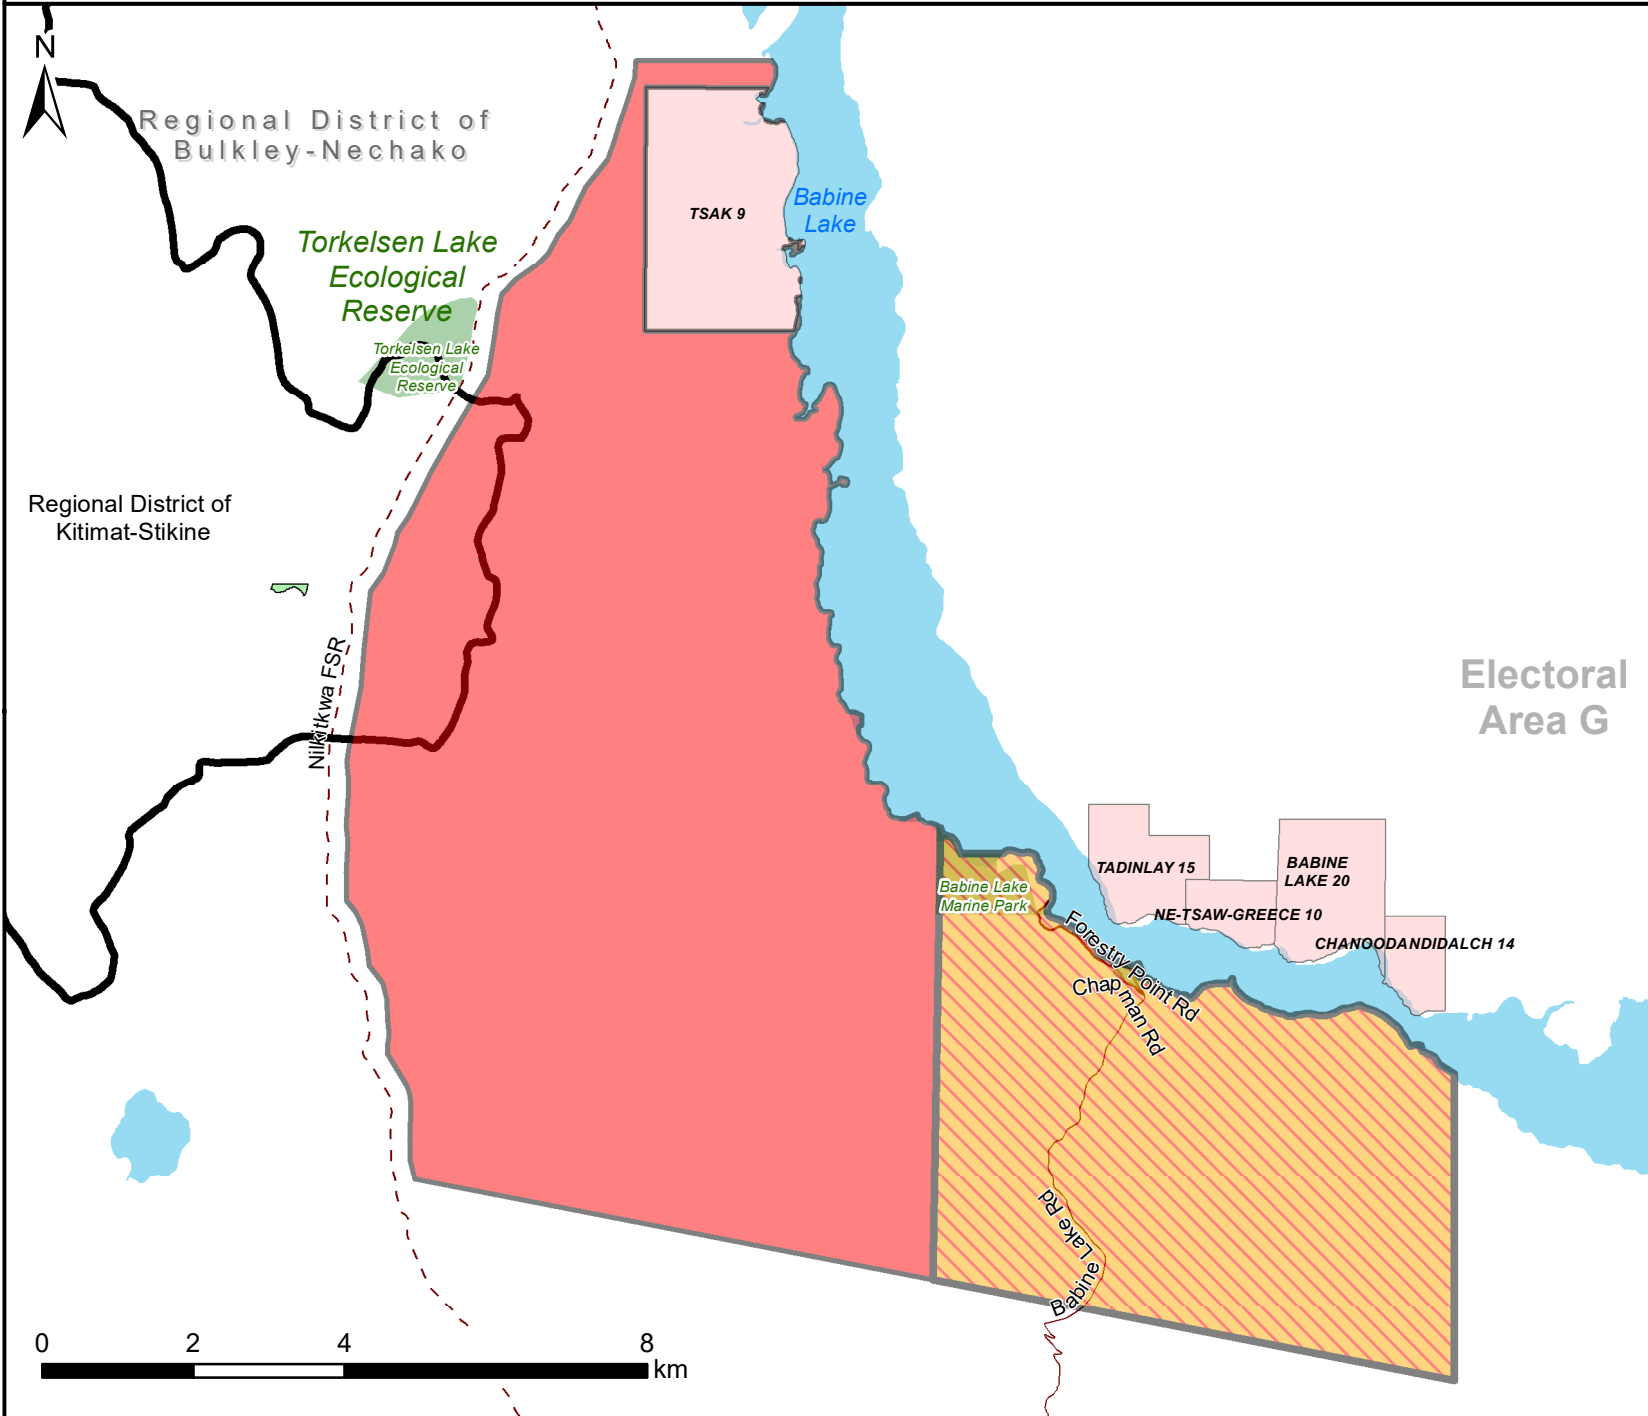 N
Regional District of
Bulkley-Nechako
Torkelsen Lake
Ecological
Reserve
Torkelsen Lake
Ecological
Reserve
TSAK 9
Babine
Lake
Regional District of
Kitimat-Stikine
Nilkitkwa FSR
Electoral
Area G
TADINLAY 15
BABINE
LAKE 20
NE-TSAW-GREECE 10
CHANOODANDIDALCH 14
Babine Lake
Marine Park
Forestry Point Rd
Chapman Rd
Babine Lake Rd
0 2 4 8
km